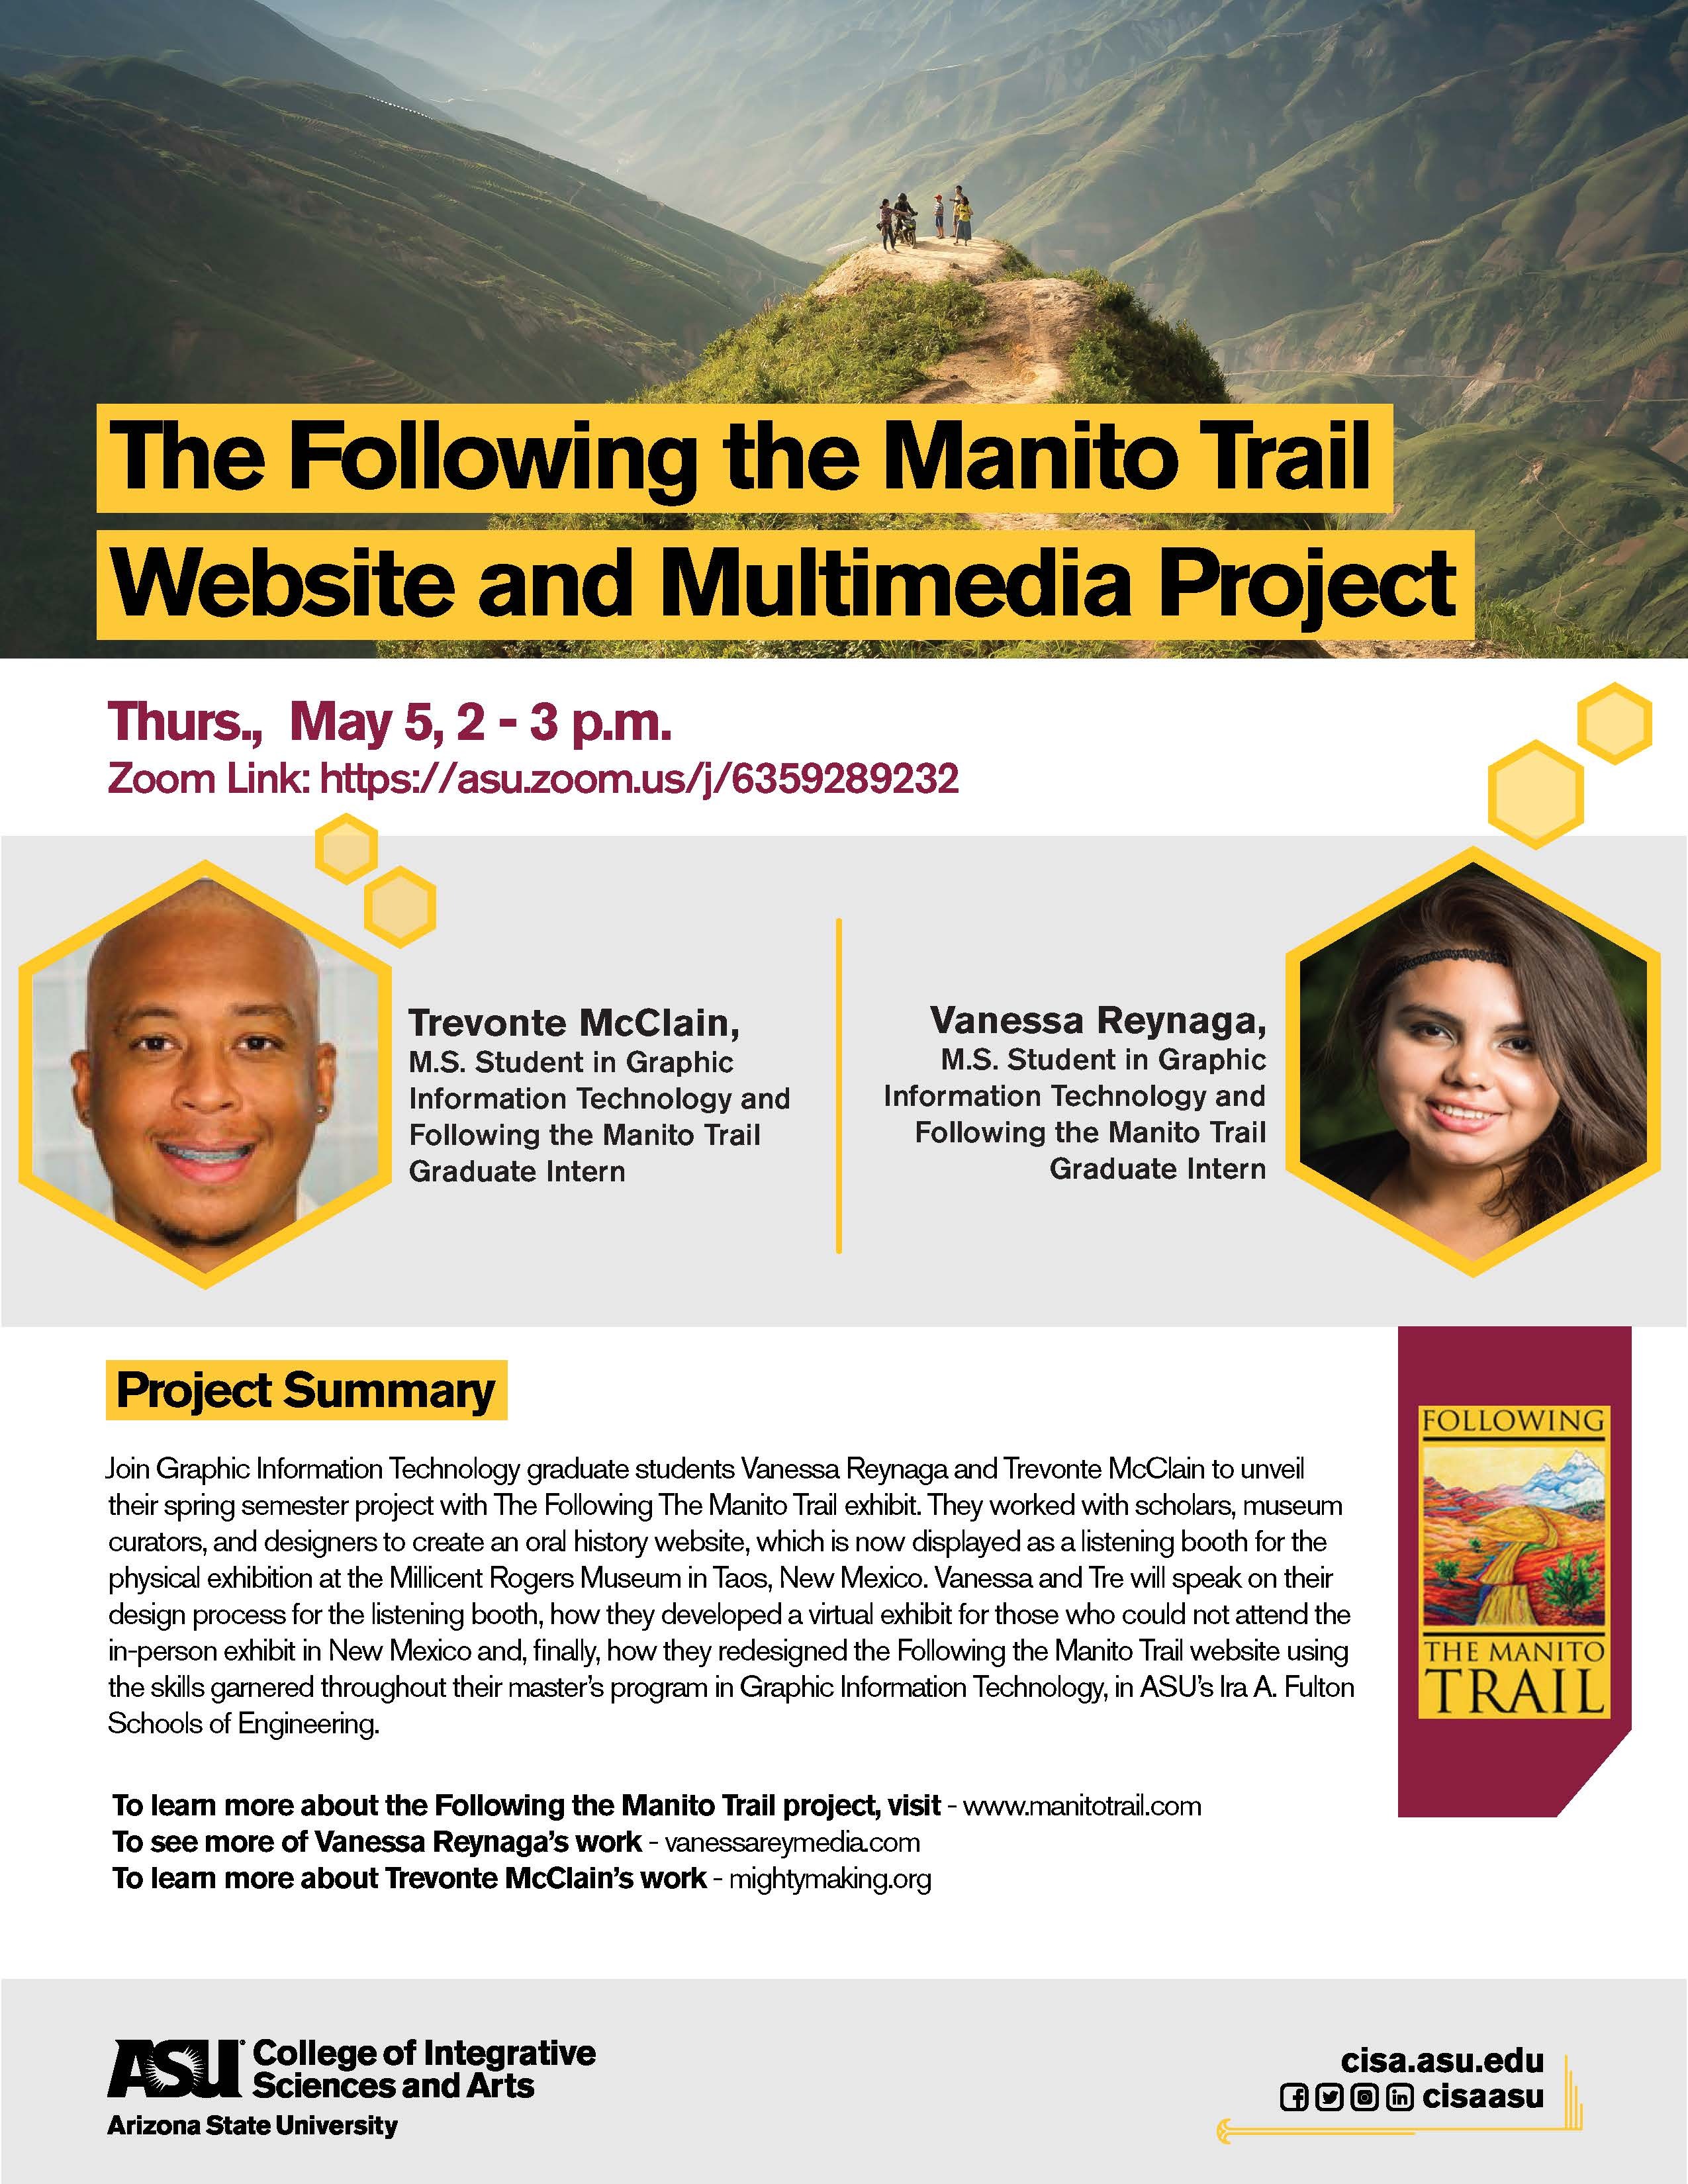 The Following the Manito Trail
Website and Multimedia Project
Thurs., May 5, 2 - 3 p.m.
Zoom Link: https://asu.zoom.us/j/6359289232
Trevonte McClain,
M.S. Student in Graphic
Information Technology and
Following the Manito Trail
Graduate Intern
Vanessa Reynaga,
M.S. Student in Graphic
Information Technology and
Following the Manito Trail
Graduate Intern
Project Summary
Join Graphic Information Technology graduate students Vanessa Reynaga and Trevonte McClain to unveil
their spring semester project with The Following The Manito Trail exhibit. They worked with scholars, museum
curators, and designers to create an oral history website, which is now displayed as a listening booth for the
physical exhibition at the Millicent Rogers Museum in Taos, New Mexico. Vanessa and Tre will speak on their
design process for the listening booth, how they developed a virtual exhibit for those who could not attend the
in-person exhibit in New Mexico and, finally, how they redesigned the Following the Manito Trail website using
the skills garnered throughout their master's program in Graphic Information Technology, in ASU's Ira A. Fulton
Schools of Engineering.
FOLLOWING
THE MANITO
TRAIL
To learn more about the Following the Manito Trail project, visit - www.manitotrail.com
To see more of Vanessa Reynaga's work - vanessareymedia.com
To learn more about Trevonte McClain's work - mightymaking.org
ASU® College of Integrative
Sciences and Arts
Arizona State University
cisa.asu.edu
cisaasu